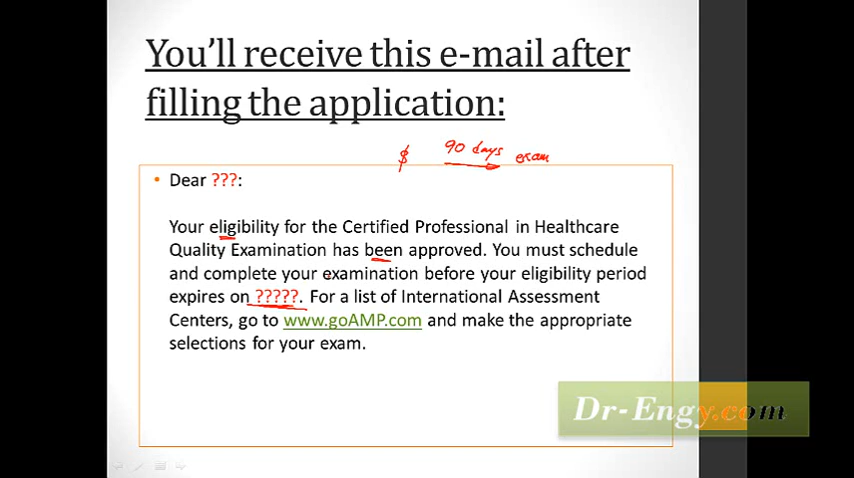 You'll receive this e-mail after
filling the application:
$ 90 days exam
• Dear ???:
Your eligibility for the Certified Professional in Healthcare
Quality Examination has been approved. You must schedule
and complete your examination before your eligibility period
expires on ?????. For a list of International Assessment
Centers, go to www.goAMP.com and make the appropriate
selections for your exam.
Dr-Engy.com